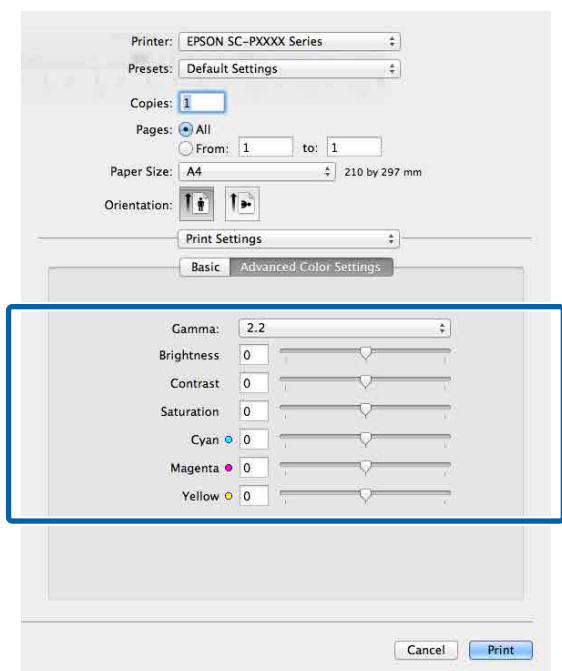 Printer: EPSON SC-PXXXX Series
Presets: Default Settings
Copies: 1
Pages: All
From: 1 to: 1
Paper Size: A4 210 by 297 mm
Orientation:
Print Settings
Basic Advanced Color Settings
Gamma: 2.2
Brightness 0
Contrast 0
Saturation 0
Cyan 0
Magenta 0
Yellow 0
Cancel Print